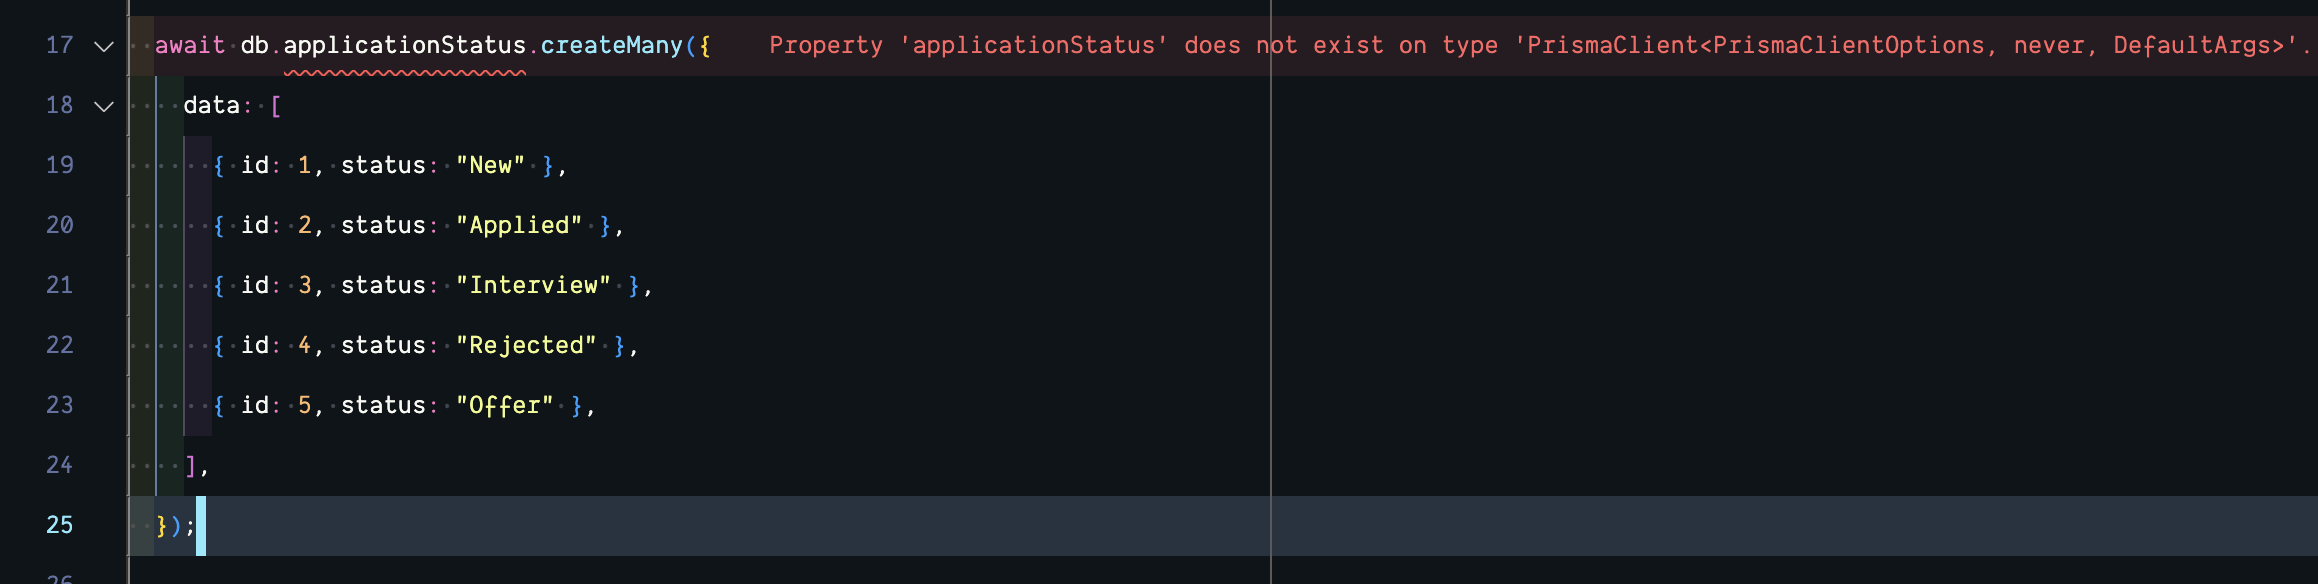 17 await db.applicationStatus.createMany({ Property 'applicationStatus' does not exist on type 'PrismaClient<PrismaClientOptions, never, DefaultArgs>'.
18 data: [
19 { id: 1, status: "New" },
20 { id: 2, status: "Applied" },
21 { id: 3, status: "Interview" },
22 { id: 4, status: "Rejected" },
23 { id: 5, status: "Offer" },
24 ],
25 });
26